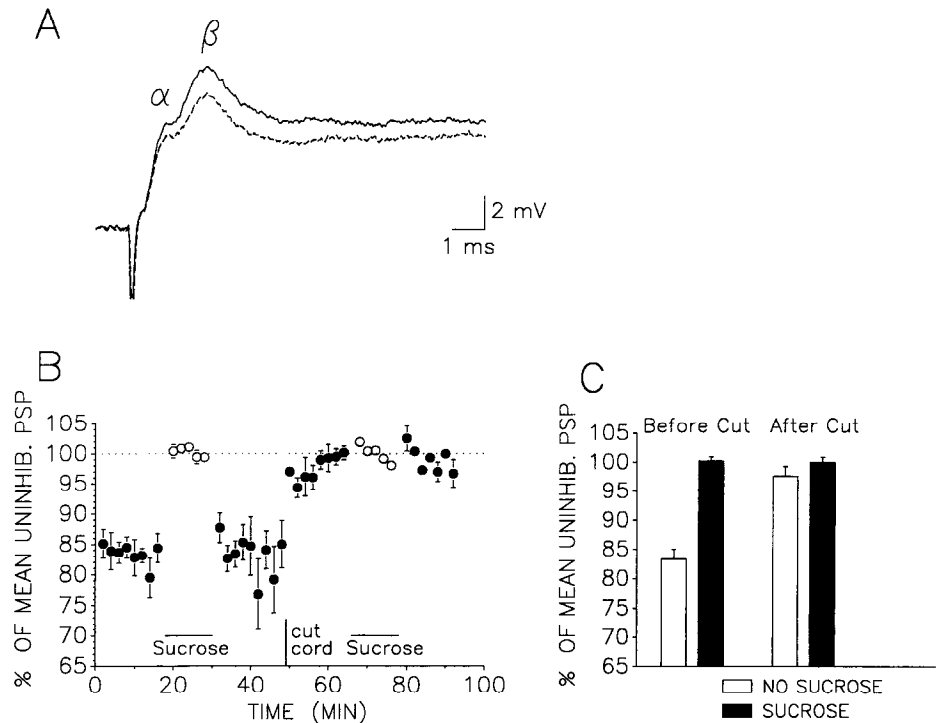 A
α
β
2 mV
1 ms
B
% OF MEAN UNINHIB. PSP
105
100
95
90
85
80
75
70
65
Sucrose
cut
cord
Sucrose
0
20
40
60
80
100
TIME (MIN)
C
% OF MEAN UNINHIB. PSP
Before Cut
After Cut
105
100
95
90
85
80
75
70
65
NO SUCROSE
SUCROSE